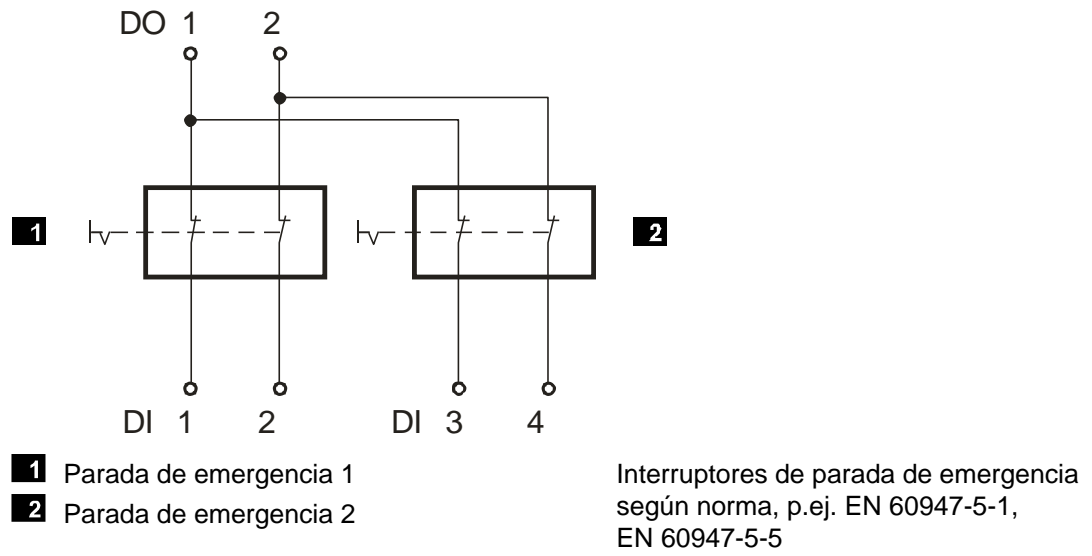 DO 1 2
1
2
DI 1 2 DI 3 4
1 Parada de emergencia 1
2 Parada de emergencia 2
Interruptores de parada de emergencia
según norma, p.ej. EN 60947-5-1,
EN 60947-5-5